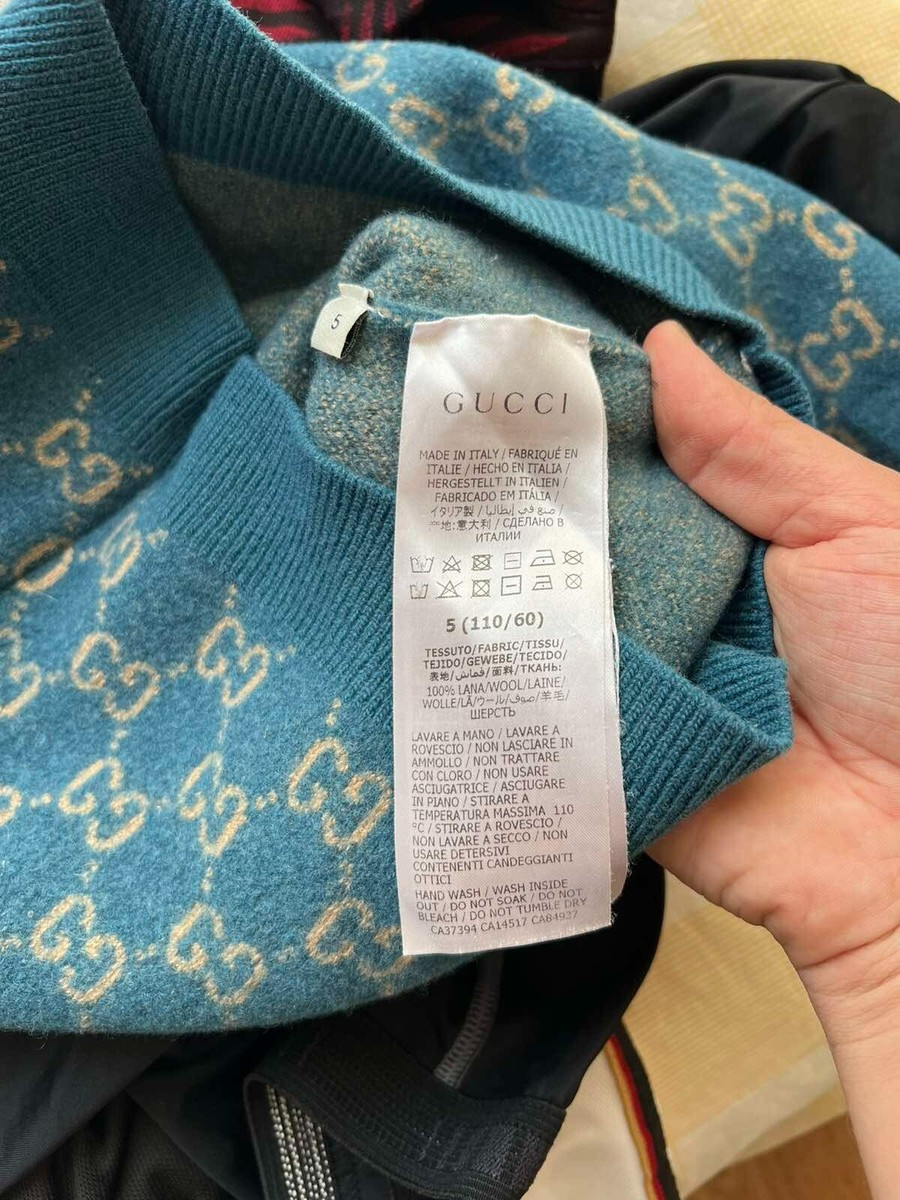 5
GUCCI
MADE IN ITALY / FABRIQUÉ EN
ITALIE / HECHO EN ITALIA /
HERGESTELLT IN ITALIEN /
FABRICADO EM ITÁLIA /
イタリア製 / صنع في إيطاليا /
地:意大利 / СДЕЛАНО В
ИТАЛИИ
5 (110/60)
TESSUTO/FABRIC/TISSU/
TEJIDO/GEWEBE/TECIDO/
表地/قماش/面料/ТКАНЬ:
100% LANA/WOOL/LAINE/
WOLLE/LÃ/ウール/صوف/羊毛/
ШЕРСТЬ
LAVARE A MANO / LAVARE A
ROVESCIO / NON LASCIARE IN
AMMOLLO / NON TRATTARE
CON CLORO / NON USARE
ASCIUGATRICE / ASCIUGARE
IN PIANO / STIRARE A
TEMPERATURA MASSIMA 110
°C / STIRARE A ROVESCIO /
NON LAVARE A SECCO / NON
USARE DETERSIVI
CONTENENTI CANDEGGIANTI
OTTICI
HAND WASH / WASH INSIDE
OUT / DO NOT SOAK / DO NOT
BLEACH / DO NOT TUMBLE DRY
CA37394 CA14517 CA84937